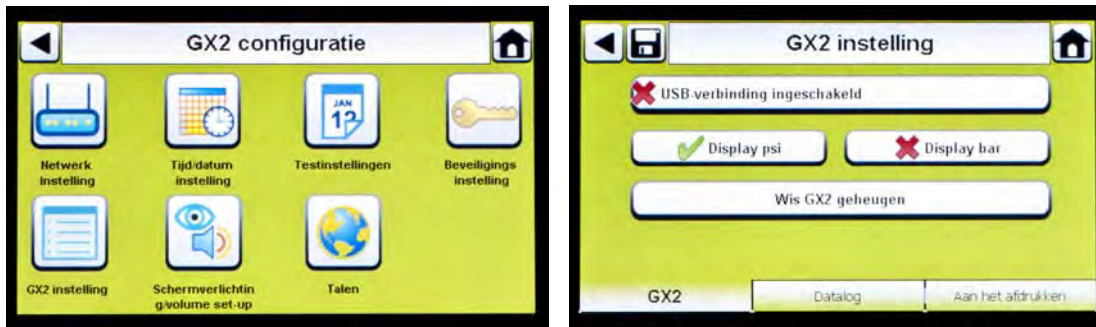 GX2 configuratie
JAN
12
Netwerk
instelling
Tijd/datum
instelling
Testinstellingen
Beveiligings
instelling
GX2 instelling
Schermverlichtin
g/volume set-up
Talen
GX2 instelling
USB-verbinding ingeschakeld
Display psi
Display bar
Wis GX2 geheugen
GX2
Datalog
Aan het afdrukken